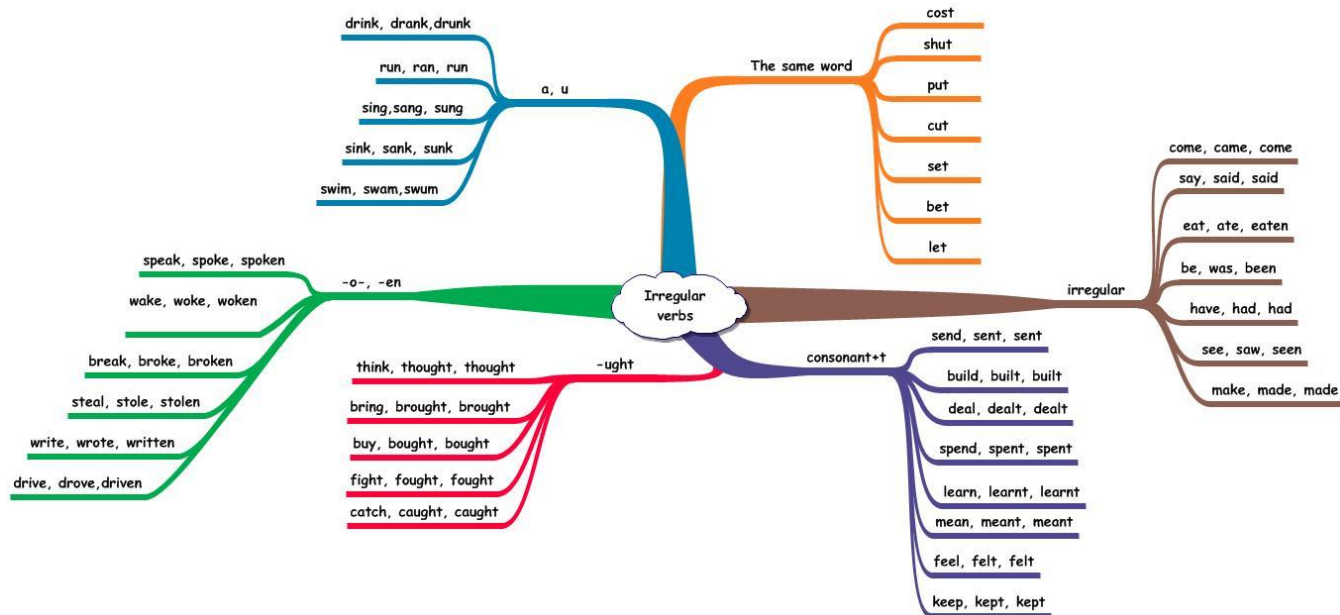 Irregular
verbs
a, u
drink, drank,drunk
run, ran, run
sing,sang, sung
sink, sank, sunk
swim, swam,swum
The same word
cost
shut
put
cut
set
bet
let
irregular
come, came, come
say, said, said
eat, ate, eaten
be, was, been
have, had, had
see, saw, seen
make, made, made
-o-, -en
speak, spoke, spoken
wake, woke, woken
break, broke, broken
steal, stole, stolen
write, wrote, written
drive, drove,driven
-ught
think, thought, thought
bring, brought, brought
buy, bought, bought
fight, fought, fought
catch, caught, caught
consonant+t
send, sent, sent
build, built, built
deal, dealt, dealt
spend, spent, spent
learn, learnt, learnt
mean, meant, meant
feel, felt, felt
keep, kept, kept